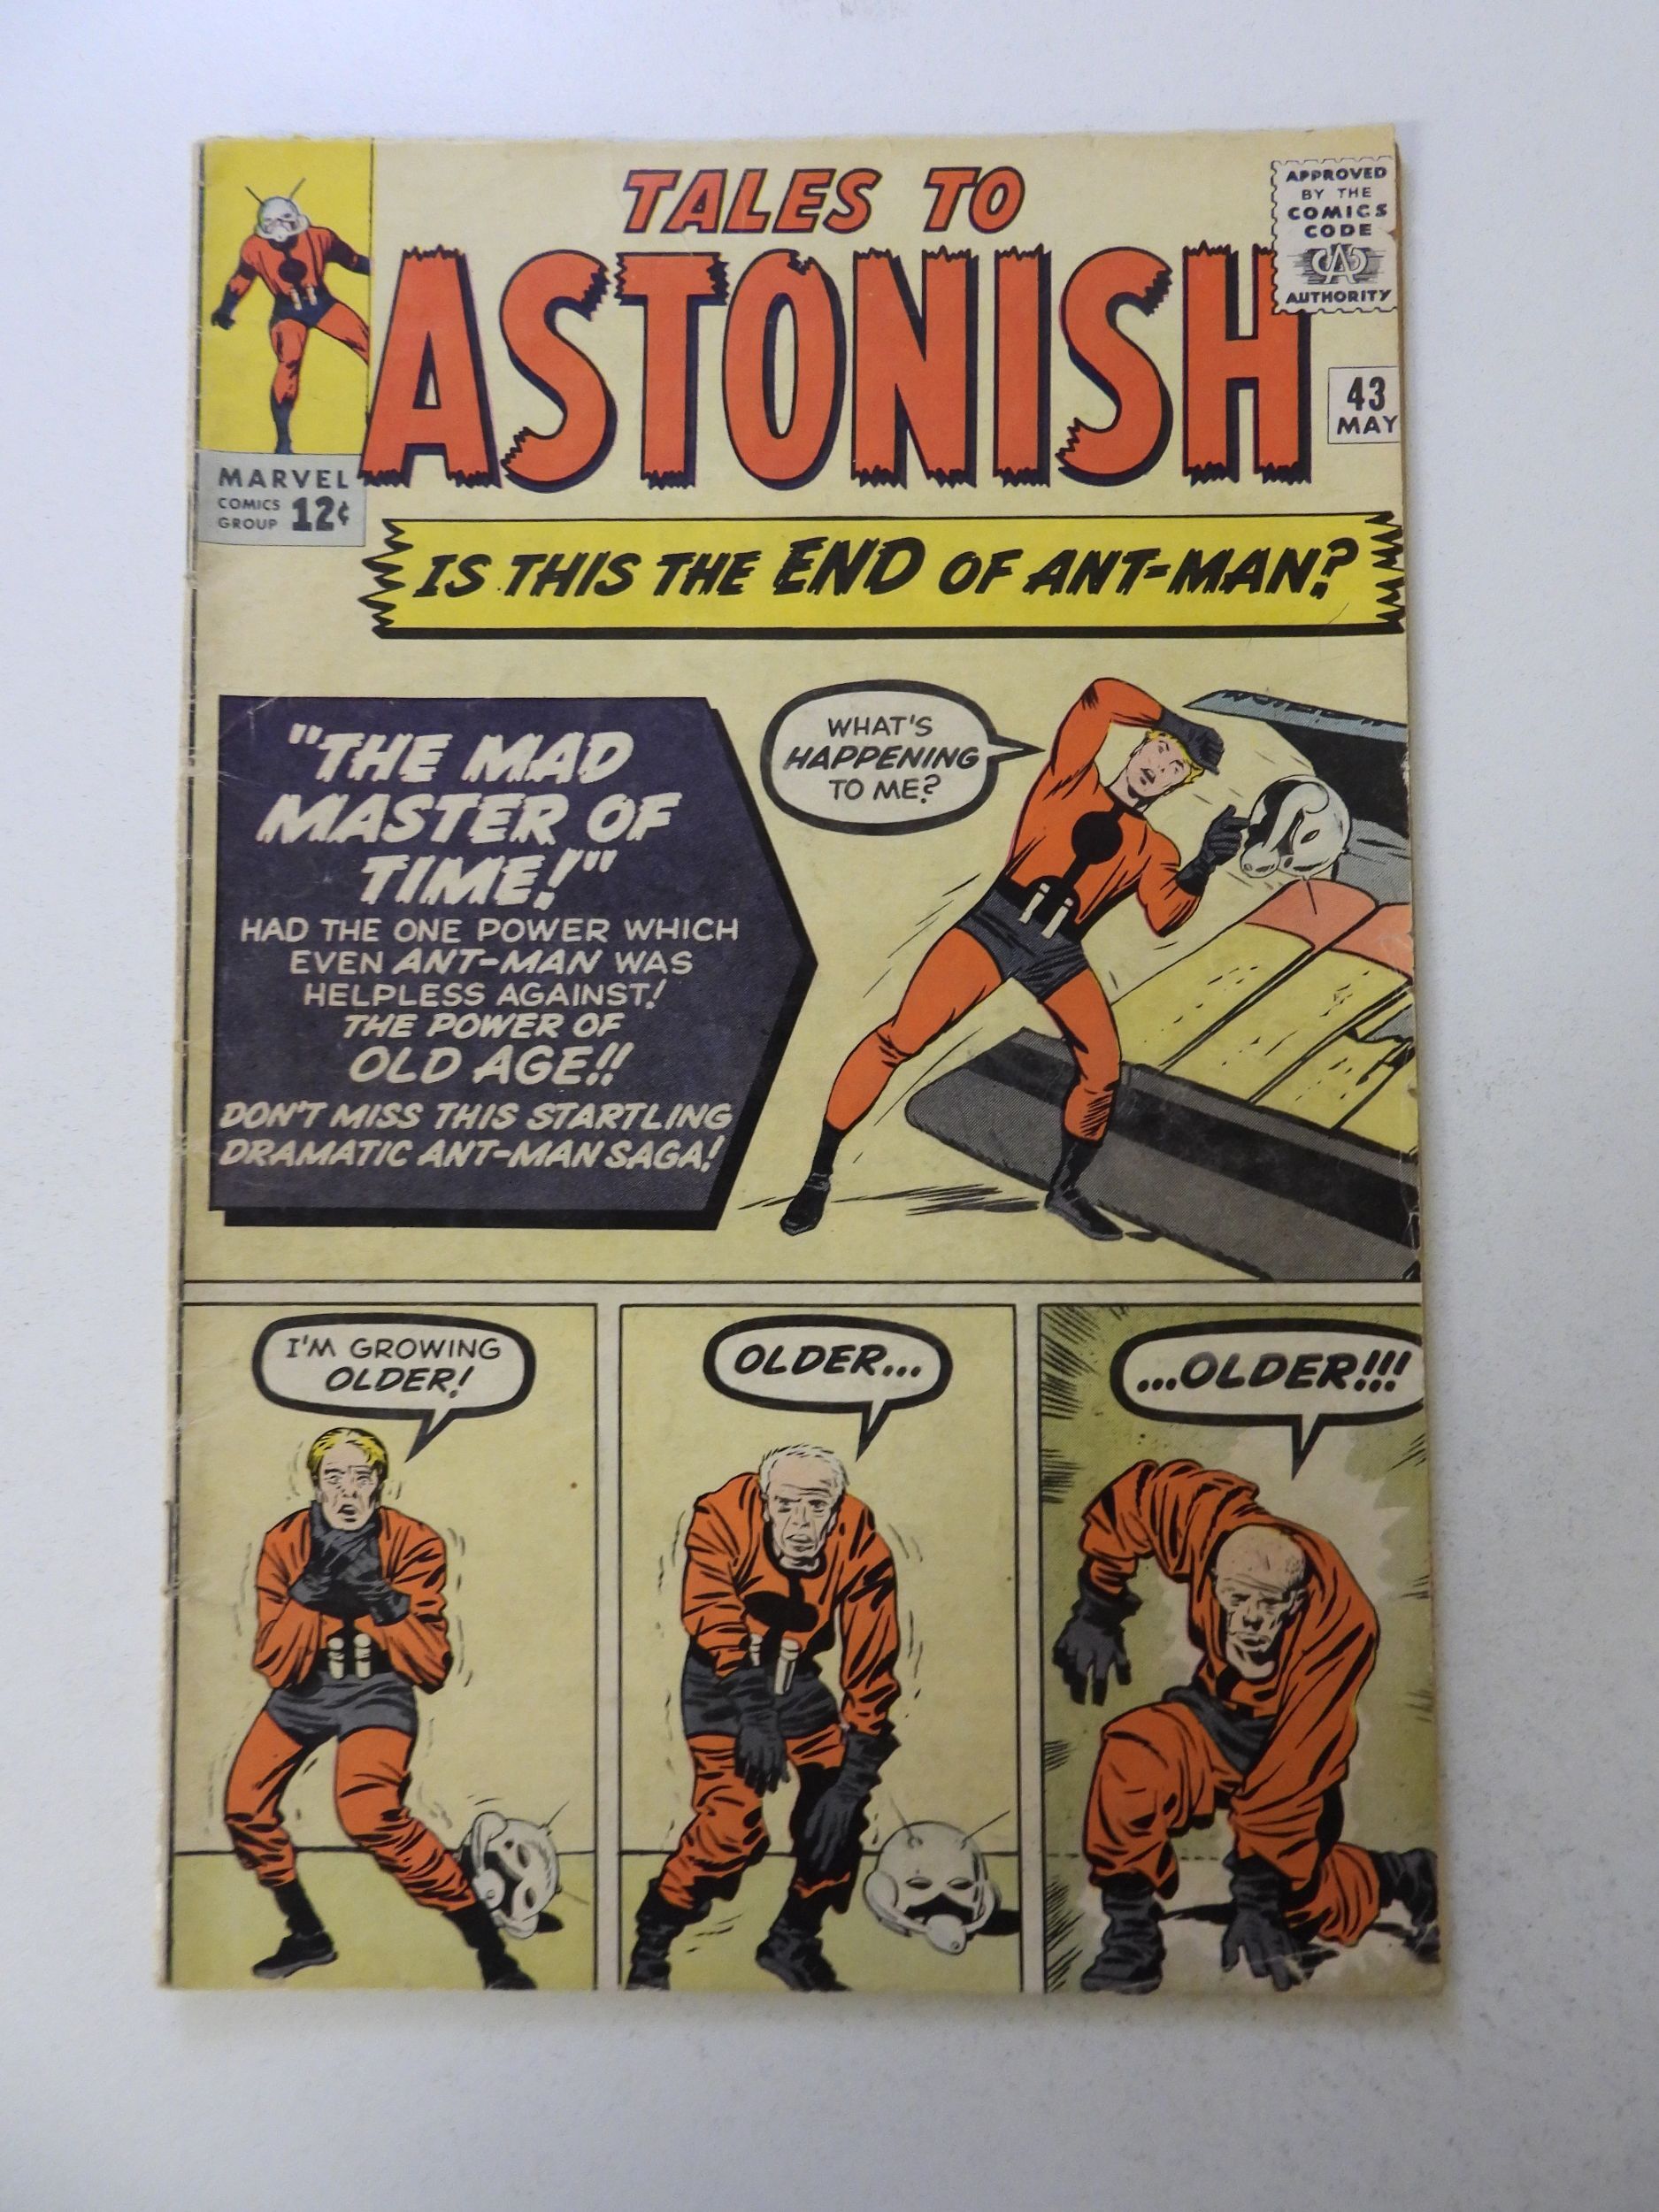 TALES TO
ASTONISH
APPROVED
BY THE
COMICS
CODE
CA
AUTHORITY
43
MAY
MARVEL
COMICS
GROUP 12¢
IS THIS THE END OF ANT-MAN?
"THE MAD
MASTER OF
TIME!"
HAD THE ONE POWER WHICH
EVEN ANT-MAN WAS
HELPLESS AGAINST!
THE POWER OF
OLD AGE!!
DON'T MISS THIS STARTLING
DRAMATIC ANT-MAN SAGA!
WHAT'S
HAPPENING
TO ME?
I'M GROWING
OLDER!
OLDER...
...OLDER!!!